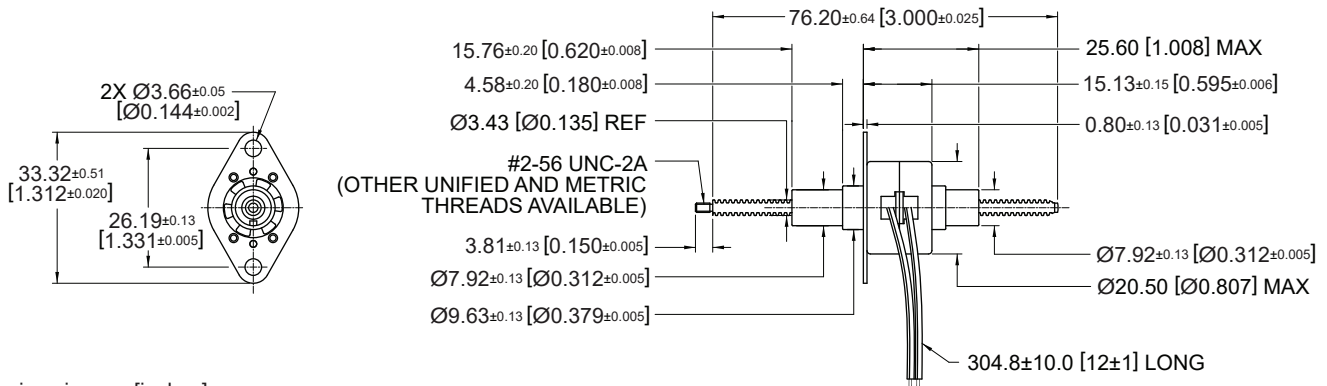 76.20±0.64 [3.000±0.025]
15.76±0.20 [0.620±0.008]
25.60 [1.008] MAX
4.58±0.20 [0.180±0.008]
15.13±0.15 [0.595±0.006]
2X Ø3.66±0.05
[Ø0.144±0.002]
Ø3.43 [Ø0.135] REF
0.80±0.13 [0.031±0.005]
#2-56 UNC-2A
(OTHER UNIFIED AND METRIC
THREADS AVAILABLE)
33.32±0.51
[1.312±0.020]
26.19±0.13
[1.331±0.005]
3.81±0.13 [0.150±0.005]
Ø7.92±0.13 [Ø0.312±0.005]
Ø7.92±0.13 [Ø0.312±0.005]
Ø20.50 [Ø0.807] MAX
Ø9.63±0.13 [Ø0.379±0.005]
304.8±10.0 [12±1] LONG